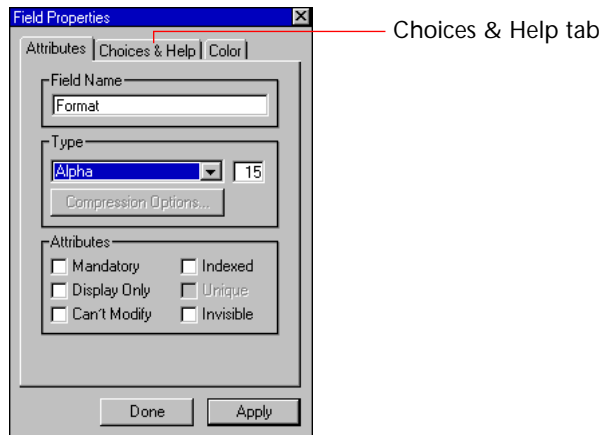 Field Properties
Choices & Help tab
Attributes
Choices & Help
Color
Field Name
Format
Type
Alpha
15
Compression Options...
Attributes
Mandatory
Indexed
Display Only
Unique
Can't Modify
Invisible
Done
Apply